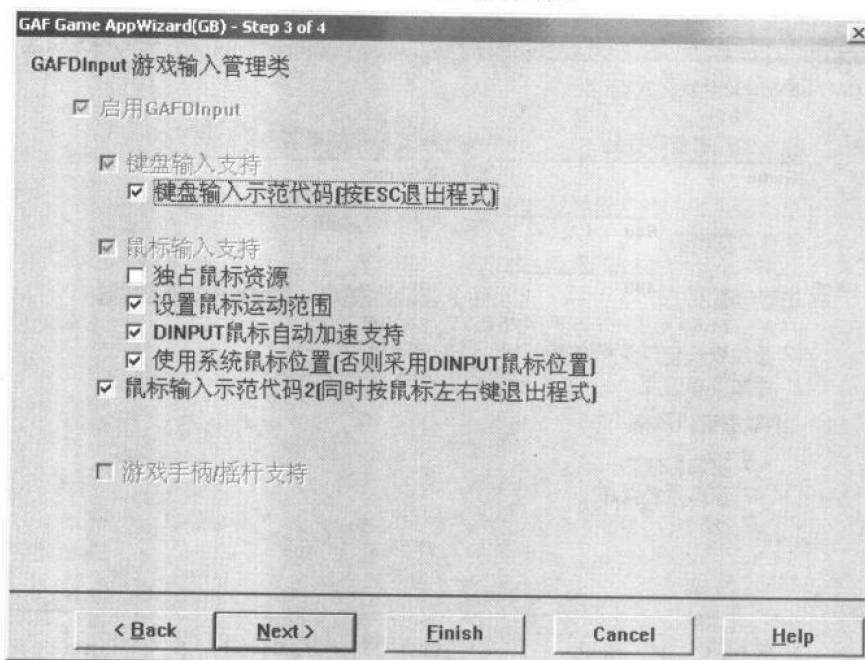 GAF Game AppWizard(GB) - Step 3 of 4
GAFDInput 游戏输入管理类
启用GAFDInput
键盘输入支持
键盘输入示范代码(按ESC退出程式)
鼠标输入支持
独占鼠标资源
设置鼠标运动范围
DINPUT鼠标自动加速支持
使用系统鼠标位置(否则采用DINPUT鼠标位置)
鼠标输入示范代码2(同时按鼠标左右键退出程式)
游戏手柄/摇杆支持
< Back Next > Finish Cancel Help